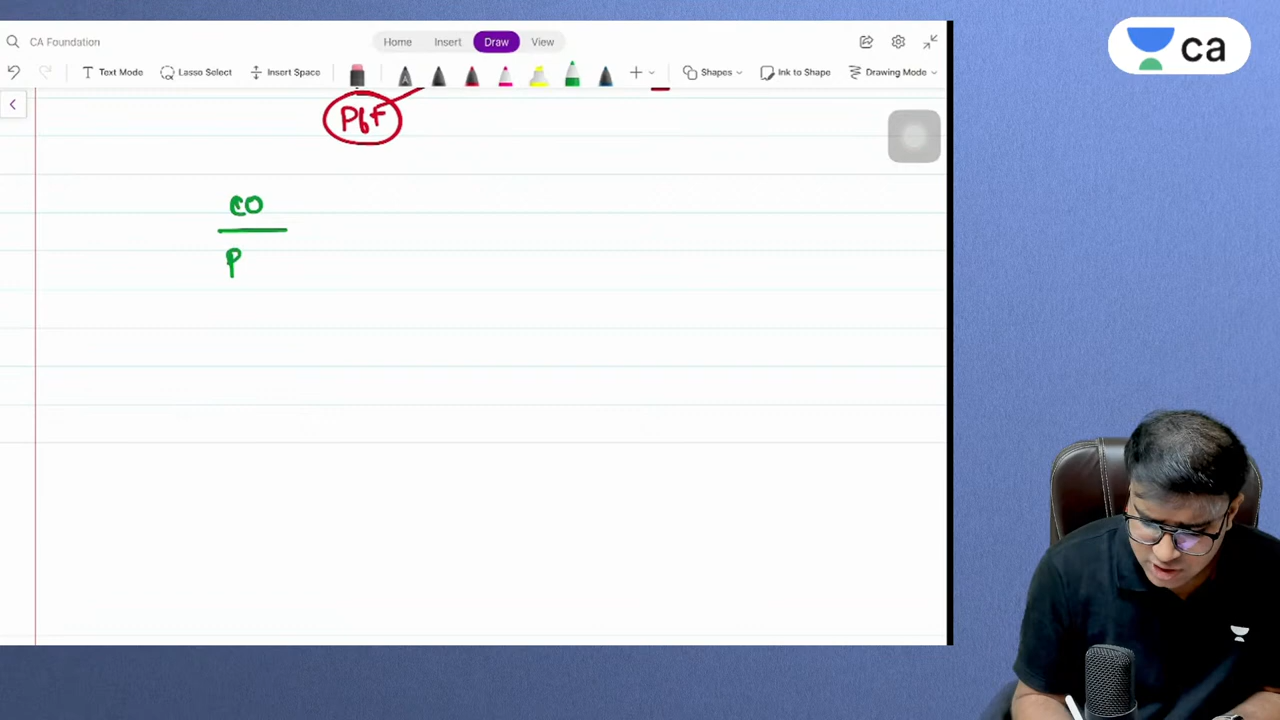 CA Foundation
Home Insert Draw View
Text Mode Lasso Select Insert Space Shapes Ink to Shape Drawing Mode
ca
PBF
CO
P